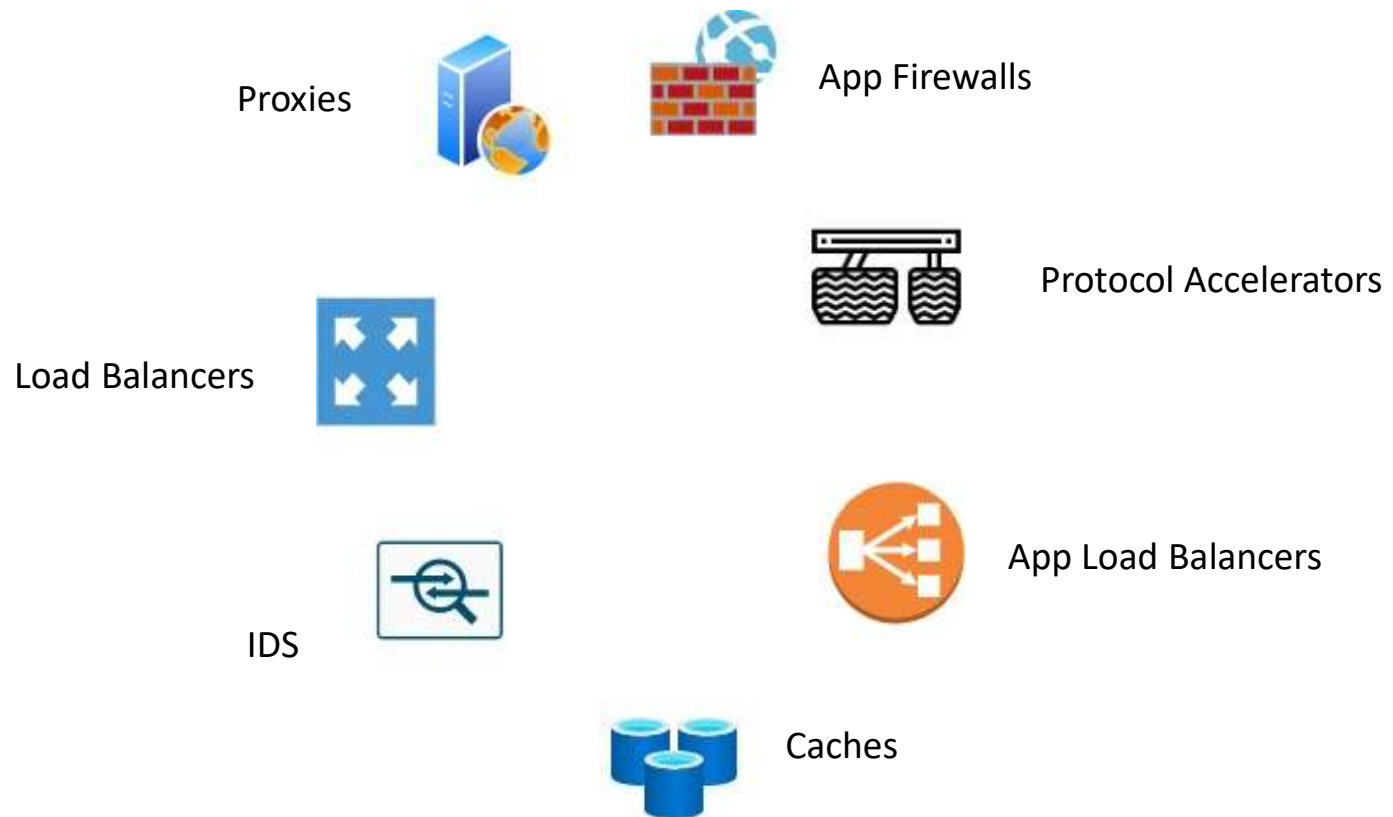 App Firewalls
Proxies
Protocol Accelerators
Load Balancers
App Load Balancers
IDS
Caches